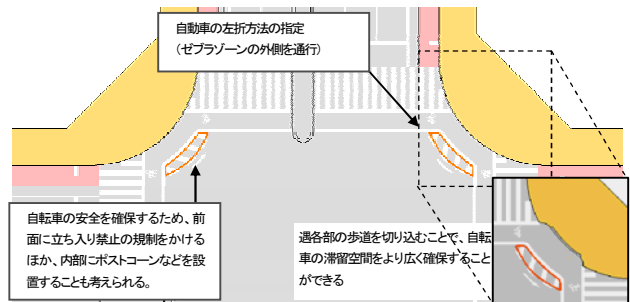 自動車の左折方法の指定
（ゼブラゾーンの外側を通行）
自転車の安全を確保するため、前
面に立ち入り禁止の規制をかける
ほか、内部にポストコーンなどを設
置することも考えられる。
遇各部の歩道を切り込むことで、自転
車の滞留空間をより広く確保すること
ができる